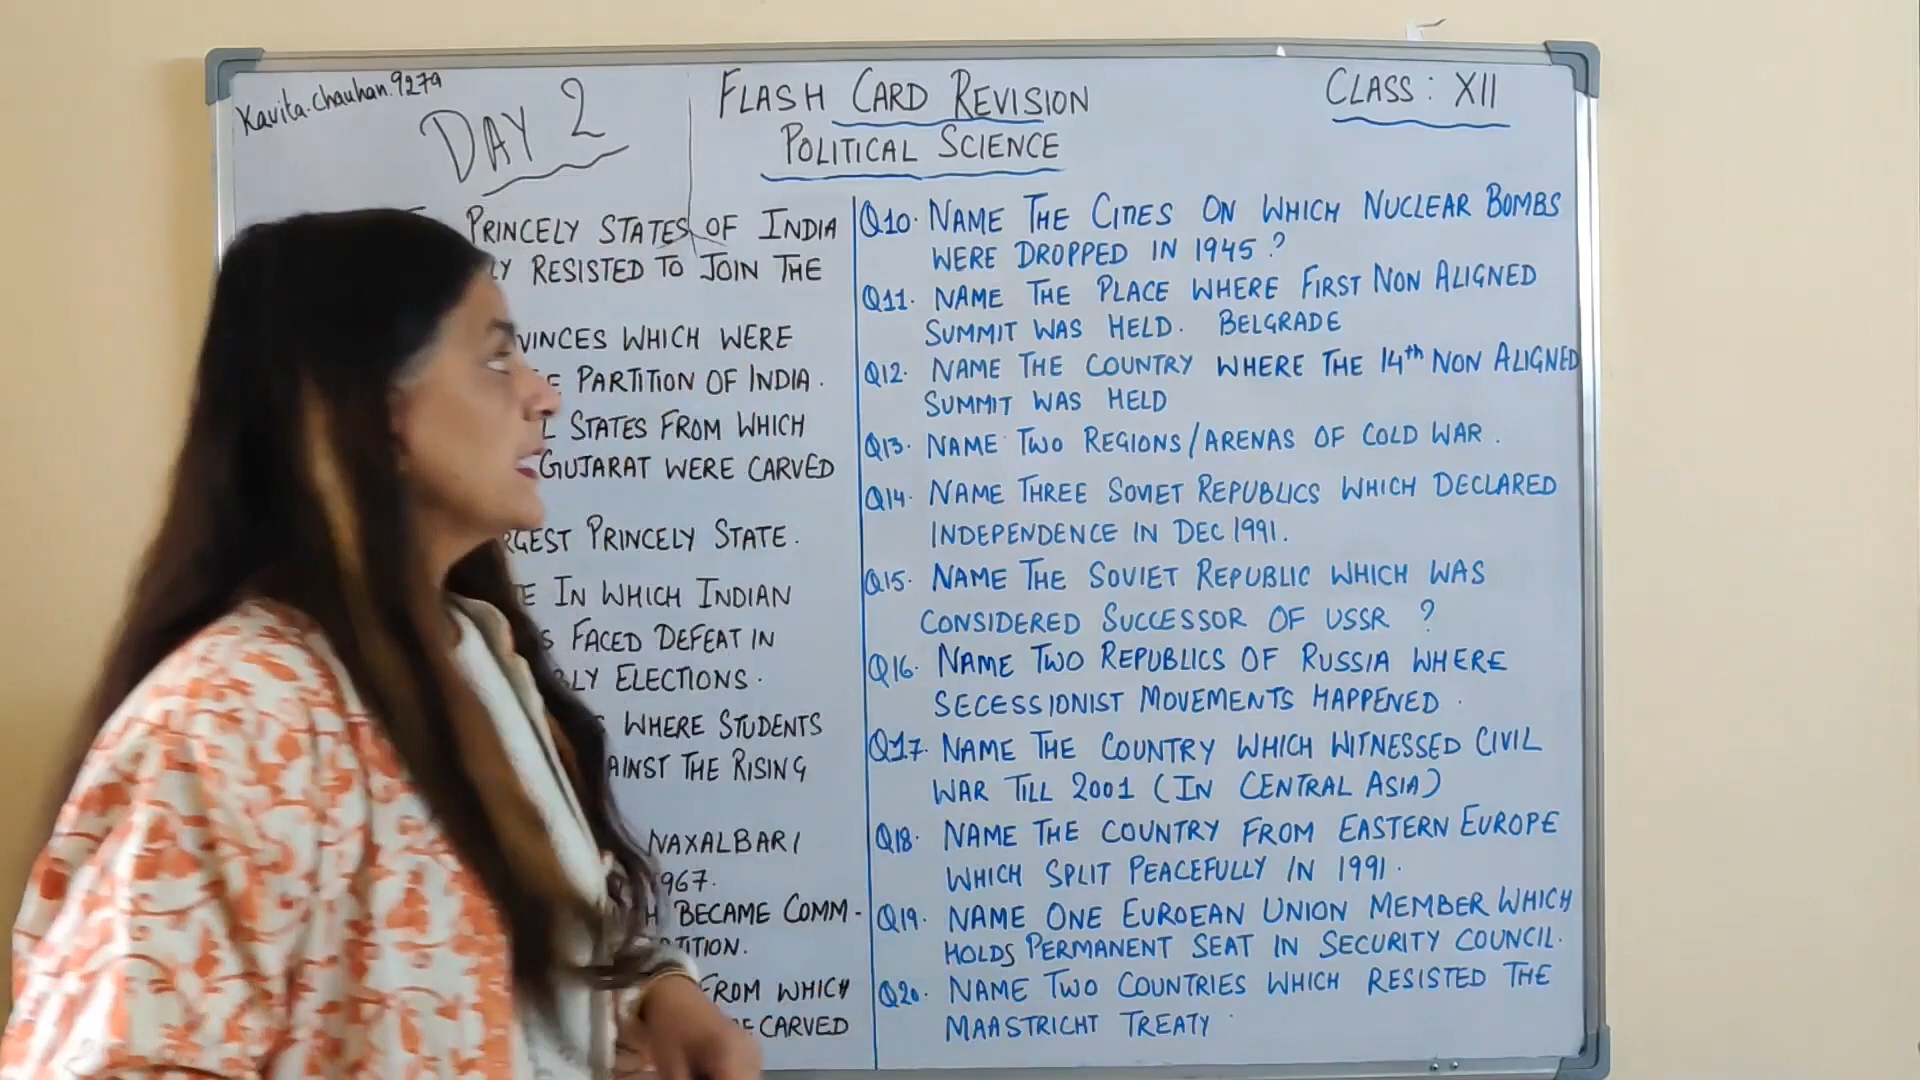 Kavita.Chauhan.9279
DAY 2
FLASH CARD REVISION
POLITICAL SCIENCE
CLASS : XII
PRINCELY STATES OF INDIA
RESISTED TO JOIN THE
WHICH WERE
PARTITION OF INDIA.
STATES FROM WHICH
GUJARAT WERE CARVED
PRINCELY STATE.
IN WHICH INDIAN
FACED DEFEAT IN
ELECTIONS.
WHERE STUDENTS
THE RISING
NAXALBARI
1967.
BECAME COMM-
FROM WHICH
CARVED
Q10. NAME THE CITIES ON WHICH NUCLEAR BOMBS
WERE DROPPED IN 1945 ?
Q11. NAME THE PLACE WHERE FIRST NON ALIGNED
SUMMIT WAS HELD. BELGRADE
Q12. NAME THE COUNTRY WHERE THE 14th NON ALIGNED
SUMMIT WAS HELD
Q13. NAME TWO REGIONS/ARENAS OF COLD WAR.
Q14. NAME THREE SOVIET REPUBLICS WHICH DECLARED
INDEPENDENCE IN DEC 1991.
Q15. NAME THE SOVIET REPUBLIC WHICH WAS
CONSIDERED SUCCESSOR OF USSR ?
Q16. NAME TWO REPUBLICS OF RUSSIA WHERE
SECESSIONIST MOVEMENTS HAPPENED.
Q17. NAME THE COUNTRY WHICH WITNESSED CIVIL
WAR TILL 2001 (IN CENTRAL ASIA)
Q18. NAME THE COUNTRY FROM EASTERN EUROPE
WHICH SPLIT PEACEFULLY IN 1991.
Q19. NAME ONE EUROEAN UNION MEMBER WHICH
HOLDS PERMANENT SEAT IN SECURITY COUNCIL.
Q20. NAME TWO COUNTRIES WHICH RESISTED THE
MAASTRICHT TREATY.